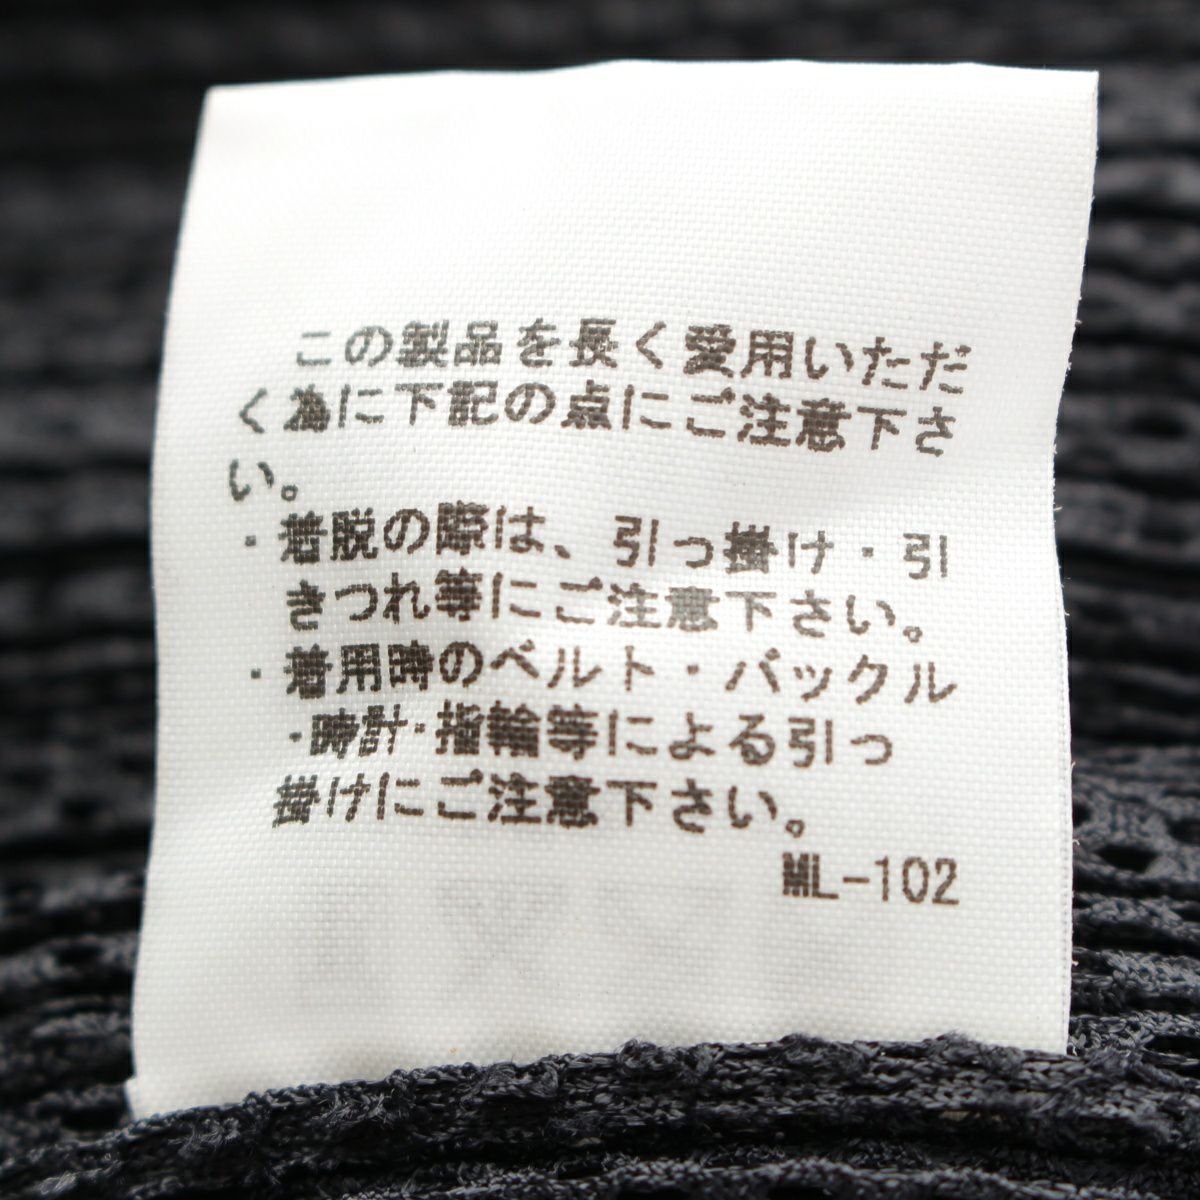 この製品を長く愛用いただ
く為に下記の点にご注意下さ
い。
・着脱の際は、引っ掛け・引
きつれ等にご注意下さい。
・着用時のベルト・バックル
・時計・指輪等による引っ
掛けにご注意下さい。
ML-102